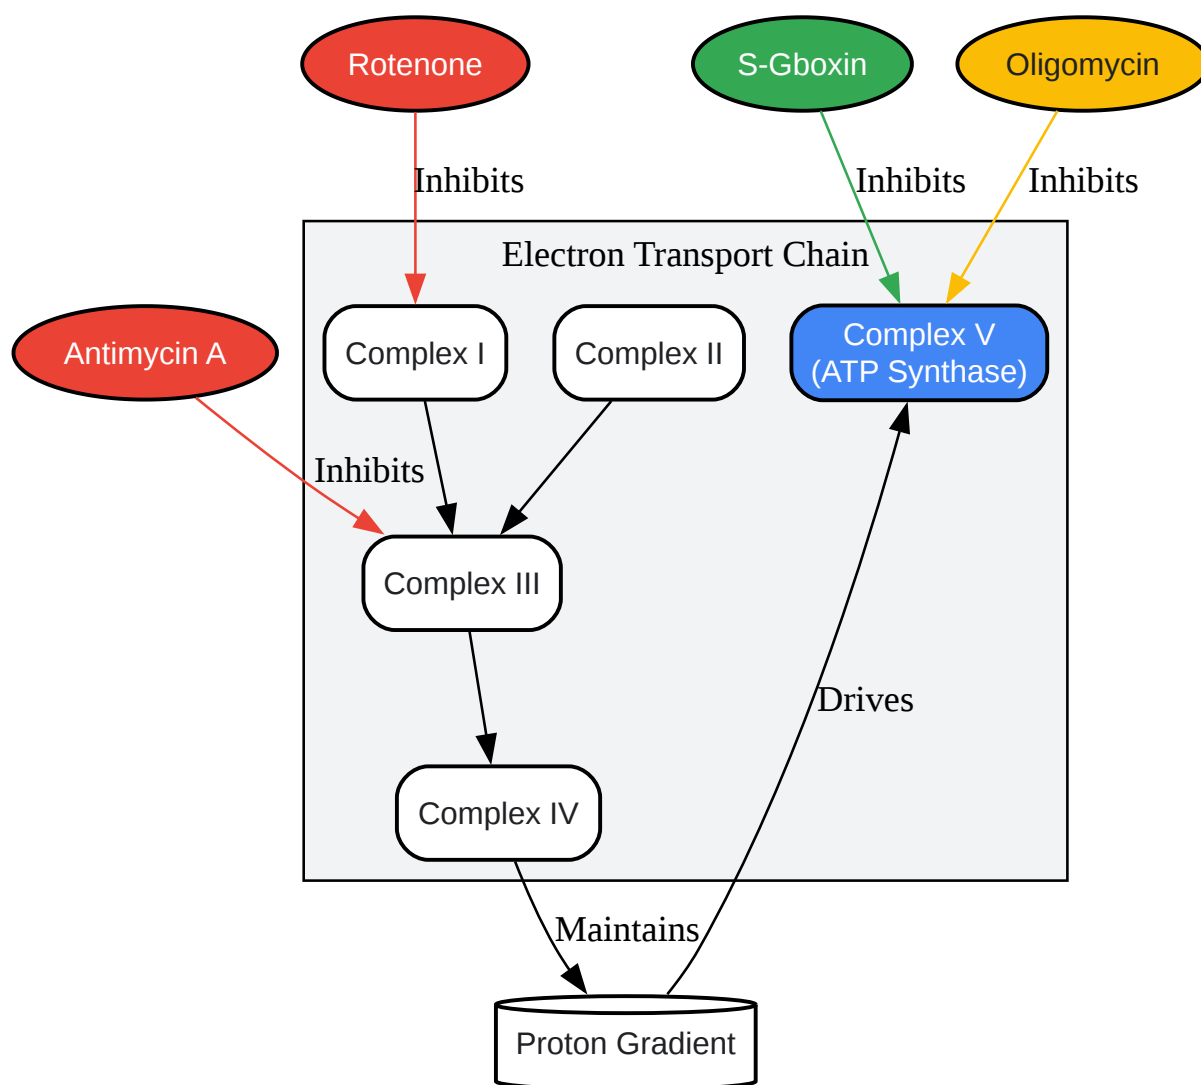 Rotenone
S-Gboxin
Oligomycin
Inhibits
Inhibits
Inhibits
Electron Transport Chain
Antimycin A
Complex I
Complex II
Complex V
(ATP Synthase)
Inhibits
Complex III
Drives
Complex IV
Maintains
Proton Gradient